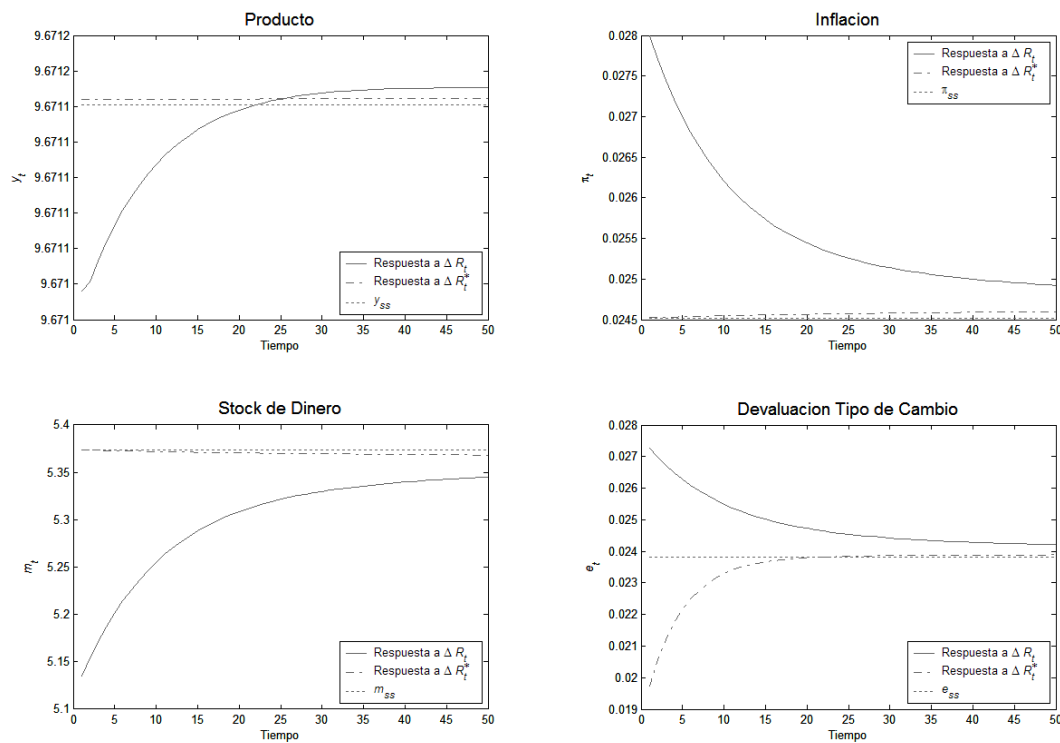 Producto
9.6712
9.6712
9.6711
9.6711
9.6711
9.6711
9.6711
9.671
9.671
y_t
0 5 10 15 20 25 30 35 40 45 50
Tiempo
Respuesta a Δ R_t
Respuesta a Δ R_t^*
y_ss
Inflacion
0.028
0.0275
0.027
0.0265
0.026
0.0255
0.025
0.0245
π_t
0 5 10 15 20 25 30 35 40 45 50
Tiempo
Respuesta a Δ R_t
Respuesta a Δ R_t^*
π_ss
Stock de Dinero
5.4
5.35
5.3
5.25
5.2
5.15
5.1
m_t
0 5 10 15 20 25 30 35 40 45 50
Tiempo
Respuesta a Δ R_t
Respuesta a Δ R_t^*
m_ss
Devaluacion Tipo de Cambio
0.028
0.027
0.026
0.025
0.024
0.023
0.022
0.021
0.02
0.019
e_t
0 5 10 15 20 25 30 35 40 45 50
Tiempo
Respuesta a Δ R_t
Respuesta a Δ R_t^*
e_ss